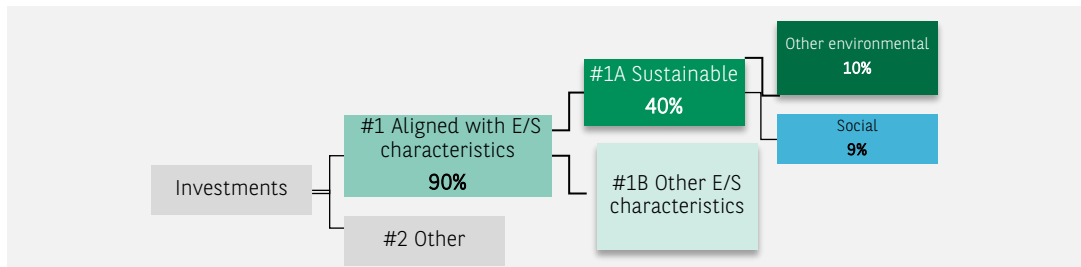 Investments
#1 Aligned with E/S
characteristics
90%
#2 Other
#1A Sustainable
40%
#1B Other E/S
characteristics
Other environmental
10%
Social
9%